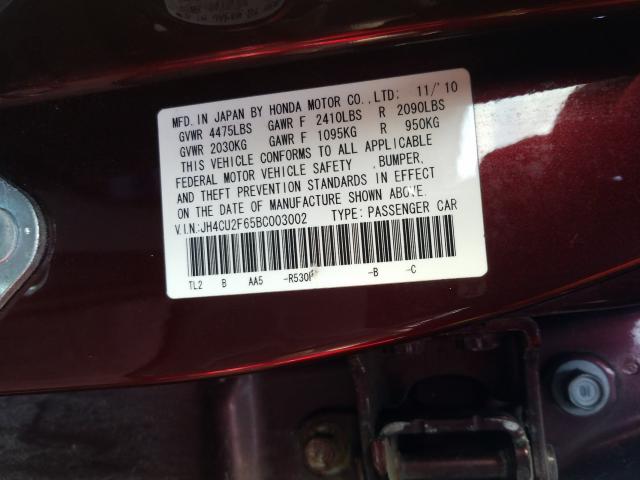 MFD. IN JAPAN BY HONDA MOTOR CO.,LTD: 11/'10
GVWR 4475LBS GAWR F 2410LBS R 2090LBS
GVWR 2030KG GAWR F 1095KG R 950KG
THIS VEHICLE CONFORMS TO ALL APPLICABLE
FEDERAL MOTOR VEHICLE SAFETY ,BUMPER,
AND THEFT PREVENTION STANDARDS IN EFFECT
ON THE DATE OF MANUFACTURE SHOWN ABOVE.
V.I.N:JH4CU2F65BC003002 TYPE: PASSENGER CAR
TL2 B AA5 -R530P -B -C